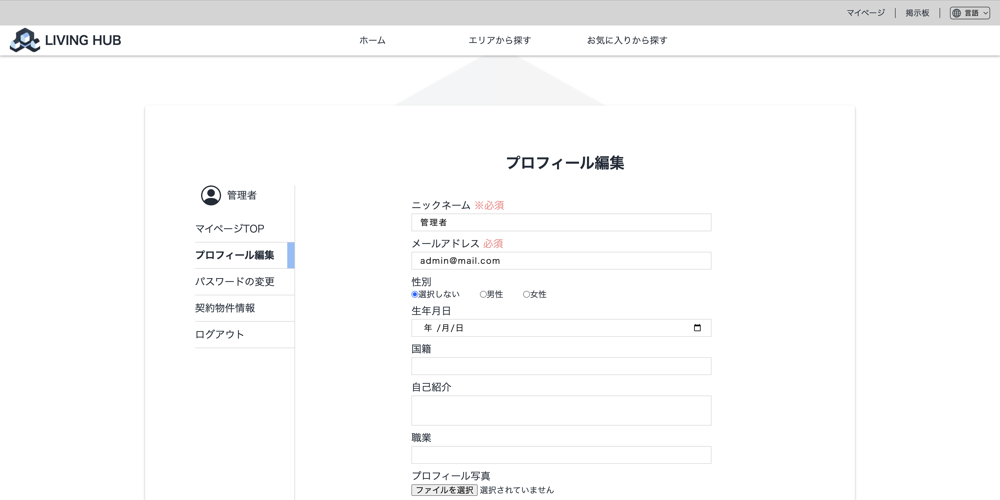 マイページ 掲示板 言語
LIVING HUB ホーム エリアから探す お気に入りから探す
プロフィール編集
管理者
マイページTOP
プロフィール編集
パスワードの変更
契約物件情報
ログアウト
ニックネーム ※必須
管理者
メールアドレス 必須
admin@mail.com
性別
選択しない 男性 女性
生年月日
年 /月/日
国籍
自己紹介
職業
プロフィール写真
ファイルを選択 選択されていません